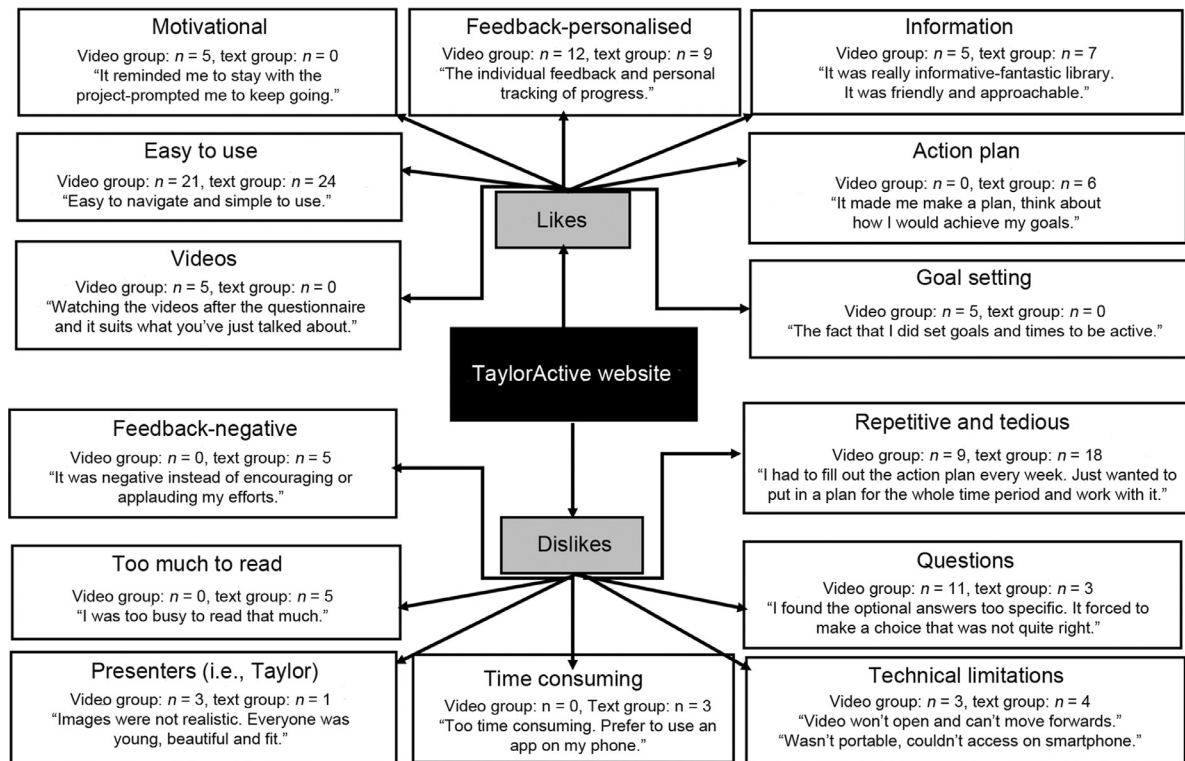 Motivational
Video group: n = 5, text group: n = 0
“It reminded me to stay with the
project-prompted me to keep going.”
Feedback-personalised
Video group: n = 12, text group: n = 9
“The individual feedback and personal
tracking of progress.”
Information
Video group: n = 5, text group: n = 7
“It was really informative-fantastic library.
It was friendly and approachable.”
Easy to use
Video group: n = 21, text group: n = 24
“Easy to navigate and simple to use.”
Likes
Action plan
Video group: n = 0, text group: n = 6
“It made me make a plan, think about
how I would achieve my goals.”
Videos
Video group: n = 5, text group: n = 0
“Watching the videos after the questionnaire
and it suits what you’ve just talked about.”
Goal setting
Video group: n = 5, text group: n = 0
“The fact that I did set goals and times to be active.”
TaylorActive website
Feedback-negative
Video group: n = 0, text group: n = 5
“It was negative instead of encouraging or
applauding my efforts.”
Repetitive and tedious
Video group: n = 9, text group: n = 18
“I had to fill out the action plan every week. Just wanted to
put in a plan for the whole time period and work with it.”
Dislikes
Too much to read
Video group: n = 0, text group: n = 5
“I was too busy to read that much.”
Questions
Video group: n = 11, text group: n = 3
“I found the optional answers too specific. It forced to
make a choice that was not quite right.”
Presenters (i.e., Taylor)
Video group: n = 3, text group: n = 1
“Images were not realistic. Everyone was
young, beautiful and fit.”
Time consuming
Video group: n = 0, Text group: n = 3
“Too time consuming. Prefer to use an
app on my phone.”
Technical limitations
Video group: n = 3, text group: n = 4
“Video won’t open and can’t move forwards.”
“Wasn’t portable, couldn’t access on smartphone.”